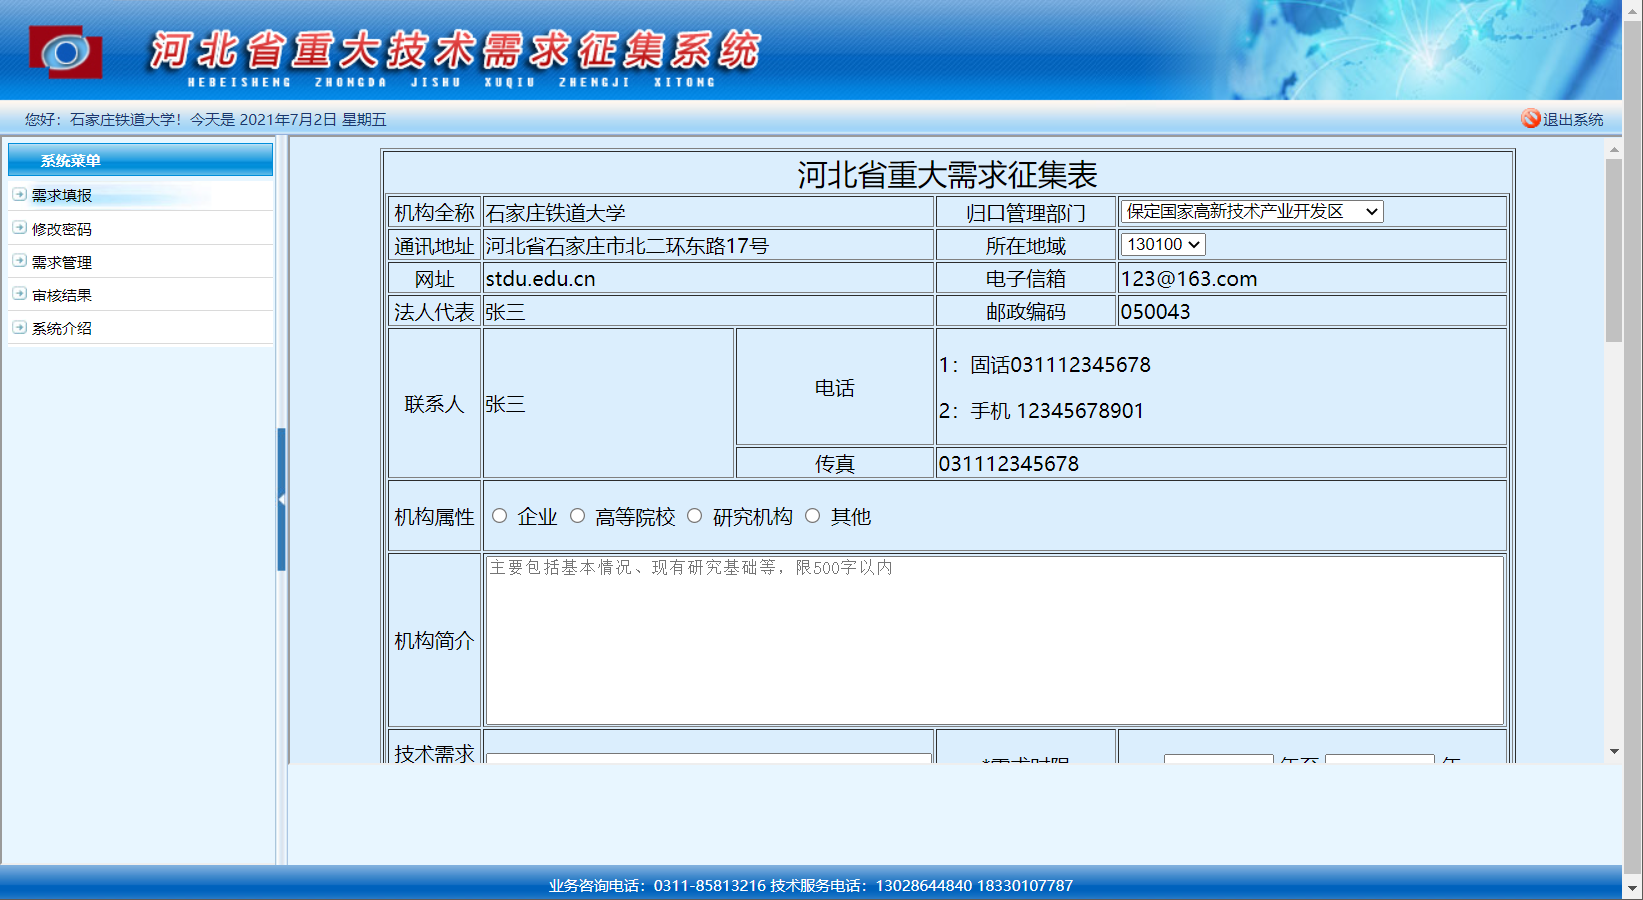 河北省重大技术需求征集系统
HEBEISHENG ZHONGDA JISHU XUQIU ZHENGJI XITONG
您好：石家庄铁道大学！今天是 2021年7月2日 星期五
退出系统
系统菜单
需求填报
修改密码
需求管理
审核结果
系统介绍
河北省重大需求征集表
机构全称 石家庄铁道大学 归口管理部门 保定国家高新技术产业开发区
通讯地址 河北省石家庄市北二环东路17号 所在地域 130100
网址 stdu.edu.cn 电子信箱 123@163.com
法人代表 张三 邮政编码 050043
联系人 张三 电话
1：固话031112345678
2：手机 12345678901
传真 031112345678
机构属性 企业 高等院校 研究机构 其他
机构简介
主要包括基本情况、现有研究基础等，限500字以内
技术需求 *需求时限 年至 年
业务咨询电话：0311-85813216 技术服务电话：13028644840 18330107787